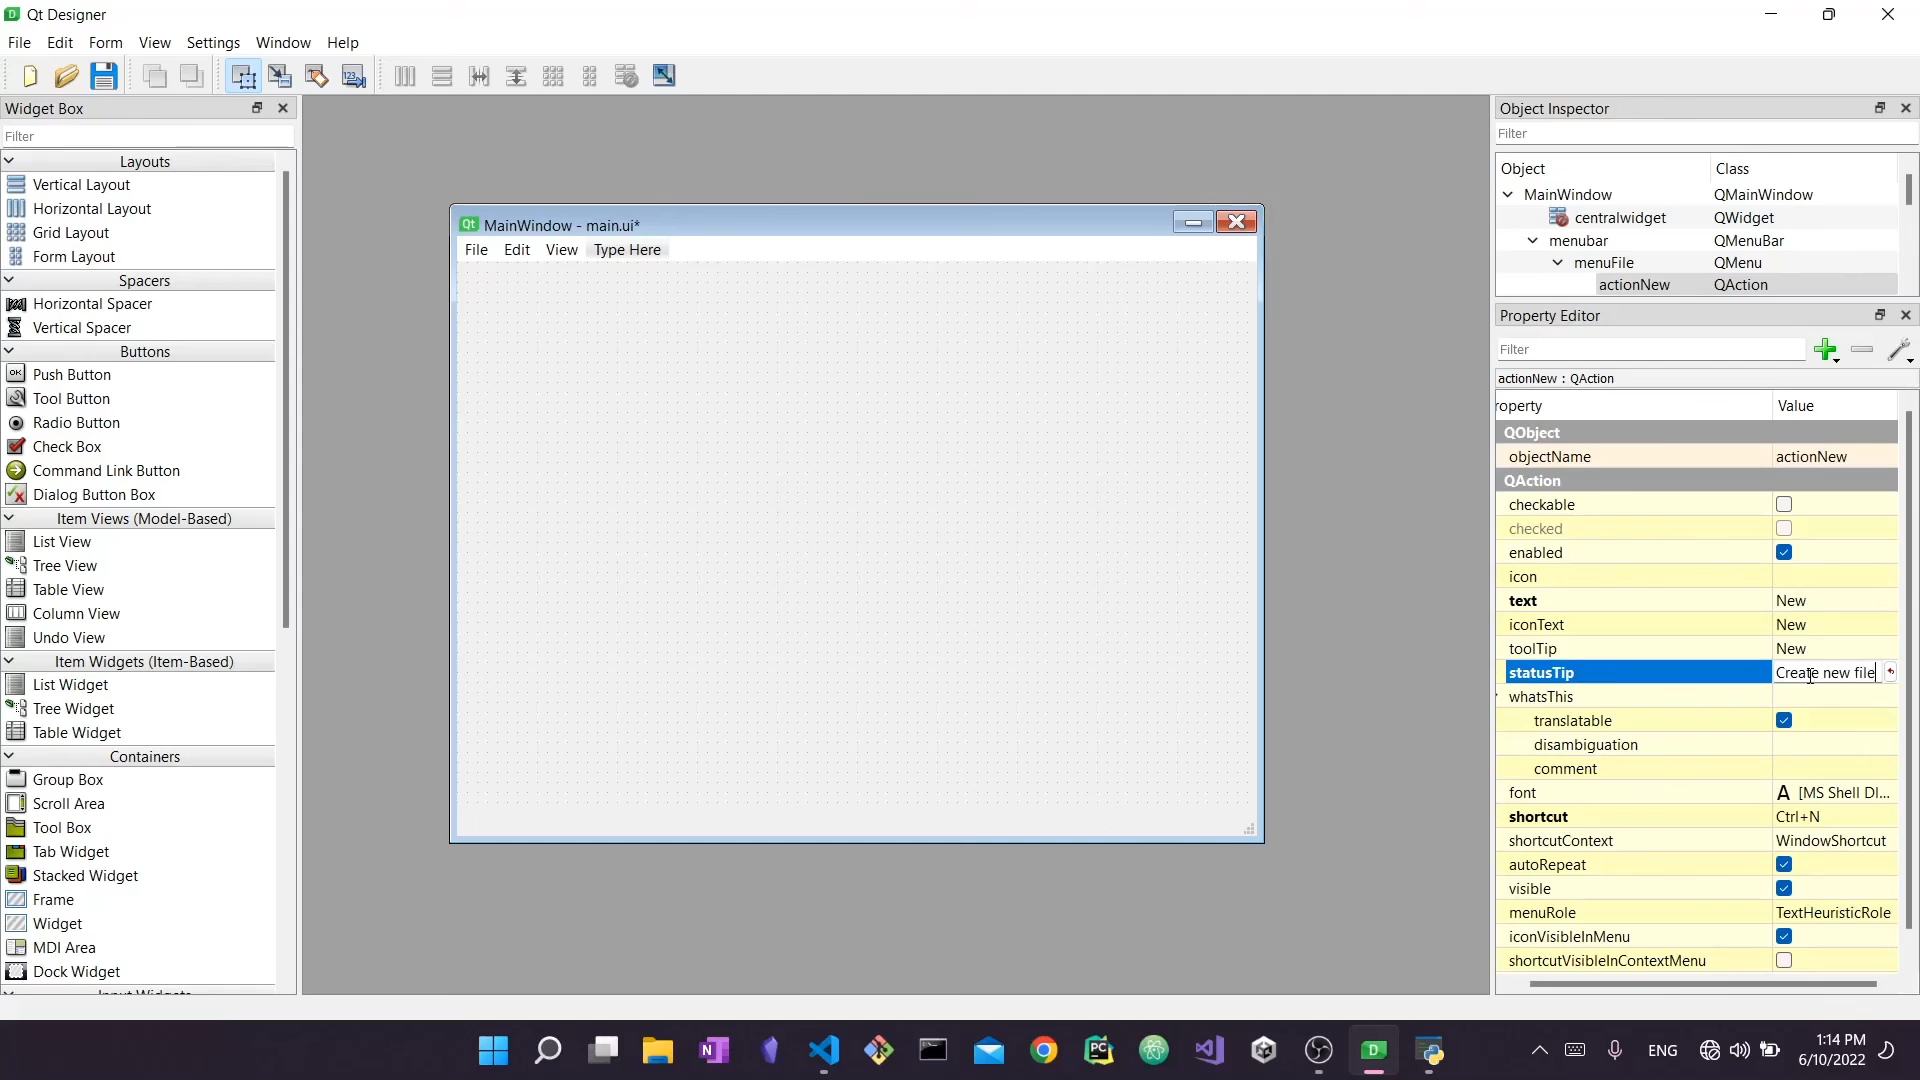 Qt Designer
File Edit Form View Settings Window Help
Widget Box
Filter
Layouts
Vertical Layout
Horizontal Layout
Grid Layout
Form Layout
Spacers
Horizontal Spacer
Vertical Spacer
Buttons
Push Button
Tool Button
Radio Button
Check Box
Command Link Button
Dialog Button Box
Item Views (Model-Based)
List View
Tree View
Table View
Column View
Undo View
Item Widgets (Item-Based)
List Widget
Tree Widget
Table Widget
Containers
Group Box
Scroll Area
Tool Box
Tab Widget
Stacked Widget
Frame
Widget
MDI Area
Dock Widget
MainWindow - main.ui*
File Edit View Type Here
Object Inspector
Filter
Object Class
MainWindow QMainWindow
centralwidget QWidget
menubar QMenuBar
menuFile QMenu
actionNew QAction
Property Editor
Filter
actionNew : QAction
roperty Value
QObject
objectName actionNew
QAction
checkable
checked
enabled
icon
text New
iconText New
toolTip New
statusTip Create new file
whatsThis
translatable
disambiguation
comment
font A [MS Shell Dl...
shortcut Ctrl+N
shortcutContext WindowShortcut
autoRepeat
visible
menuRole TextHeuristicRole
iconVisibleInMenu
shortcutVisibleInContextMenu
ENG
1:14 PM
6/10/2022